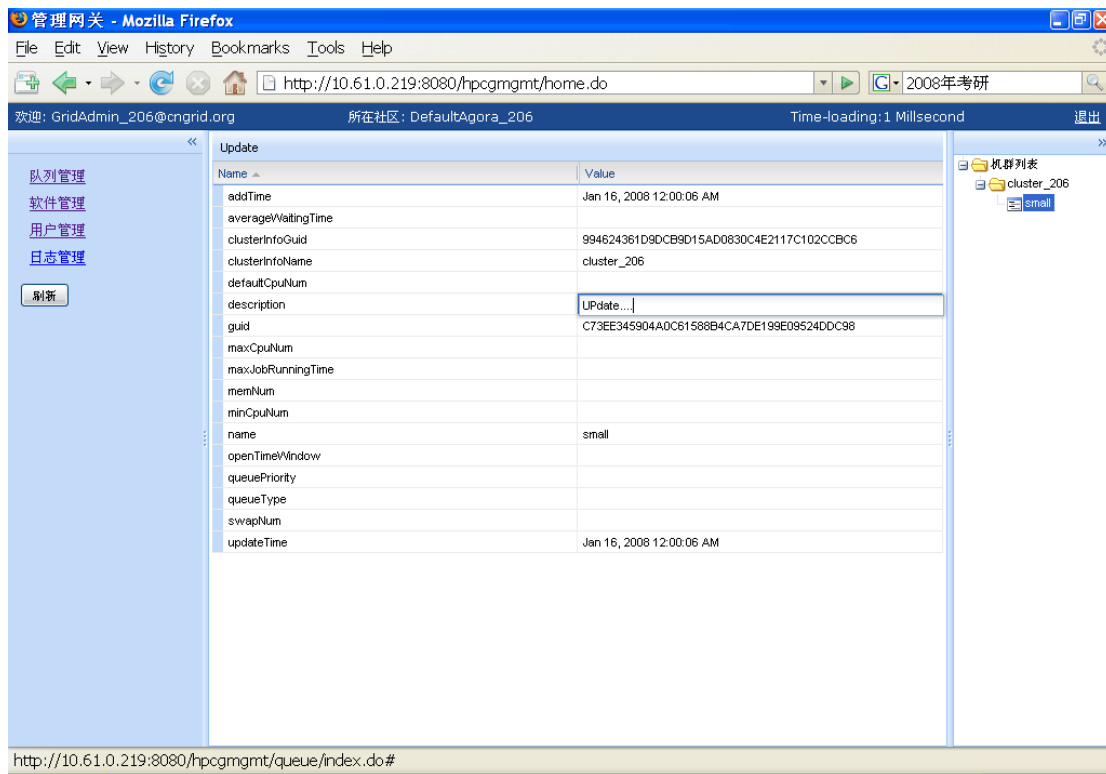 管理网关 - Mozilla Firefox
File Edit View History Bookmarks Tools Help
http://10.61.0.219:8080/hpcgmgmt/home.do
G 2008年考研
欢迎: GridAdmin_206@cngrid.org 所在社区: DefaultAgora_206 Time-loading:1 Millsecond 退出
队列管理
软件管理
用户管理
日志管理
刷新
Update
Name Value
addTime Jan 16, 2008 12:00:06 AM
averageWaitingTime
clusterInfoGuid 994624361D9DCB9D15AD0830C4E2117C102CCBC6
clusterInfoName cluster_206
defaultCpuNum
description UPdate....
guid C73EE345904A0C61588B4CA7DE199E09524DDC98
maxCpuNum
maxJobRunningTime
memNum
minCpuNum
name small
openTimeWindow
queuePriority
queueType
swapNum
updateTime Jan 16, 2008 12:00:06 AM
机群列表
cluster_206
small
http://10.61.0.219:8080/hpcgmgmt/queue/index.do#